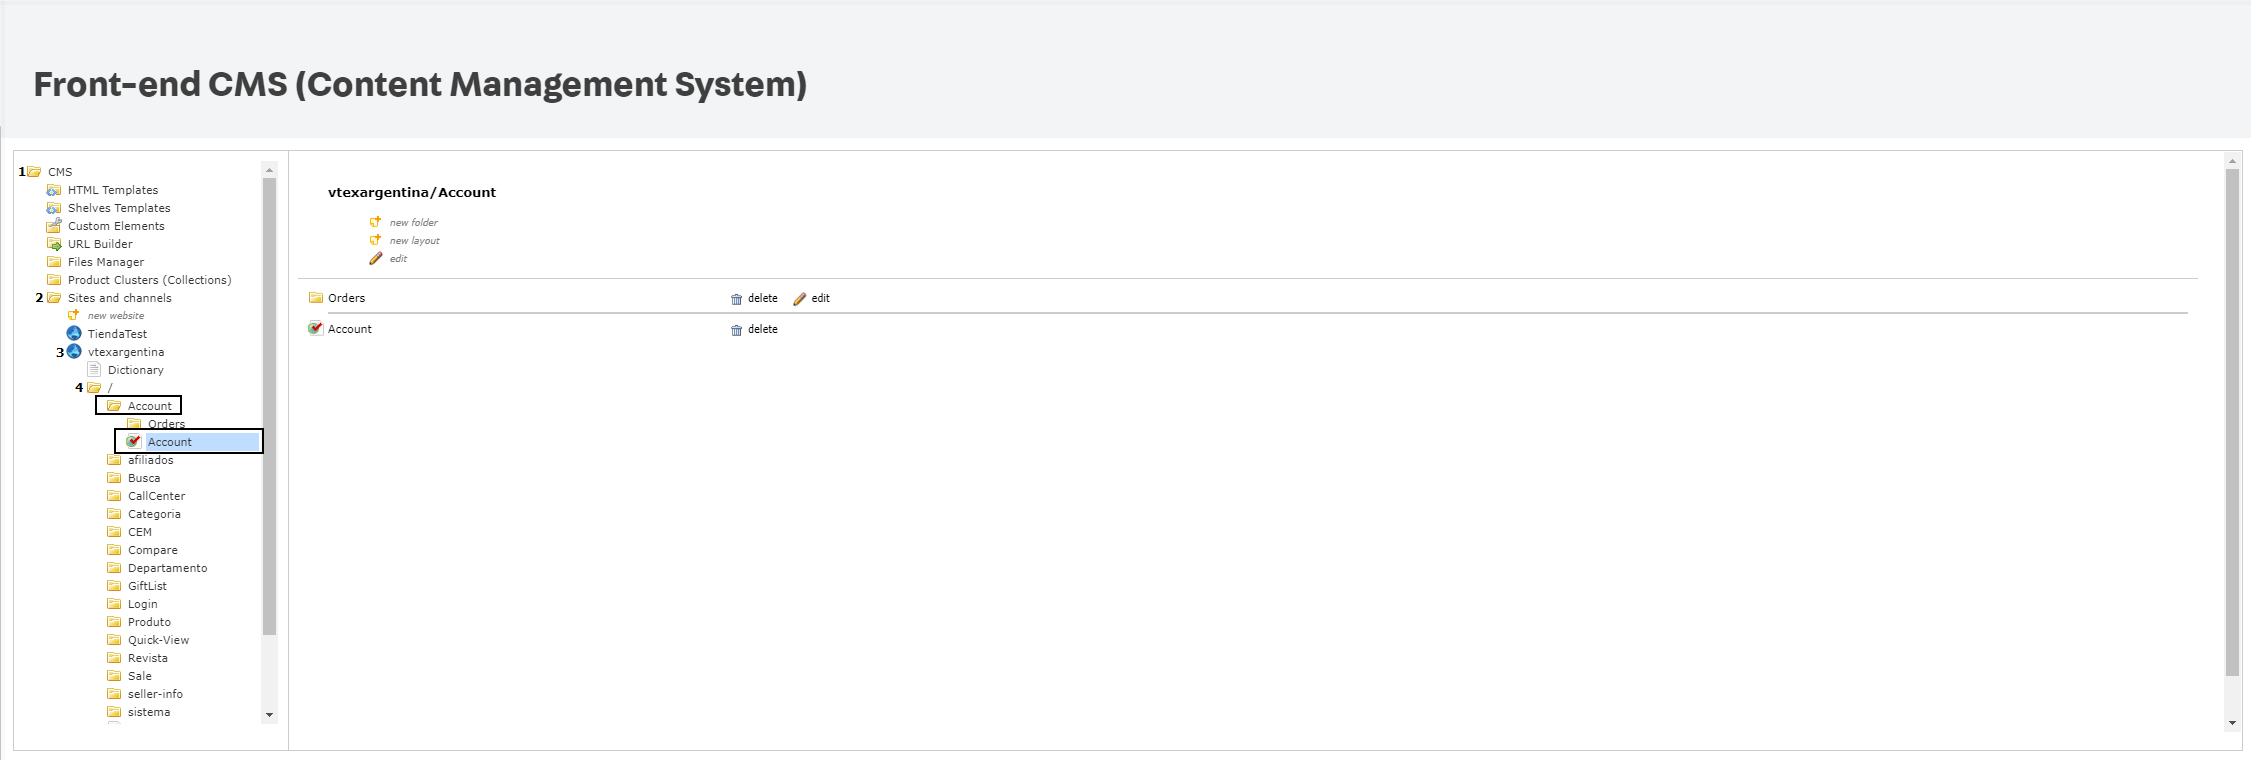 Front-end CMS (Content Management System)
1 CMS
HTML Templates
Shelves Templates
Custom Elements
URL Builder
Files Manager
Product Clusters (Collections)
2 Sites and channels
new website
TiendaTest
3 vtexargentina
Dictionary
4 /
Account
Orders
Account
afiliados
Busca
CallCenter
Categoria
CEM
Compare
Departamento
GiftList
Login
Produto
Quick-View
Revista
Sale
seller-info
sistema
vtexargentina/Account
new folder
new layout
edit
Orders delete edit
Account delete